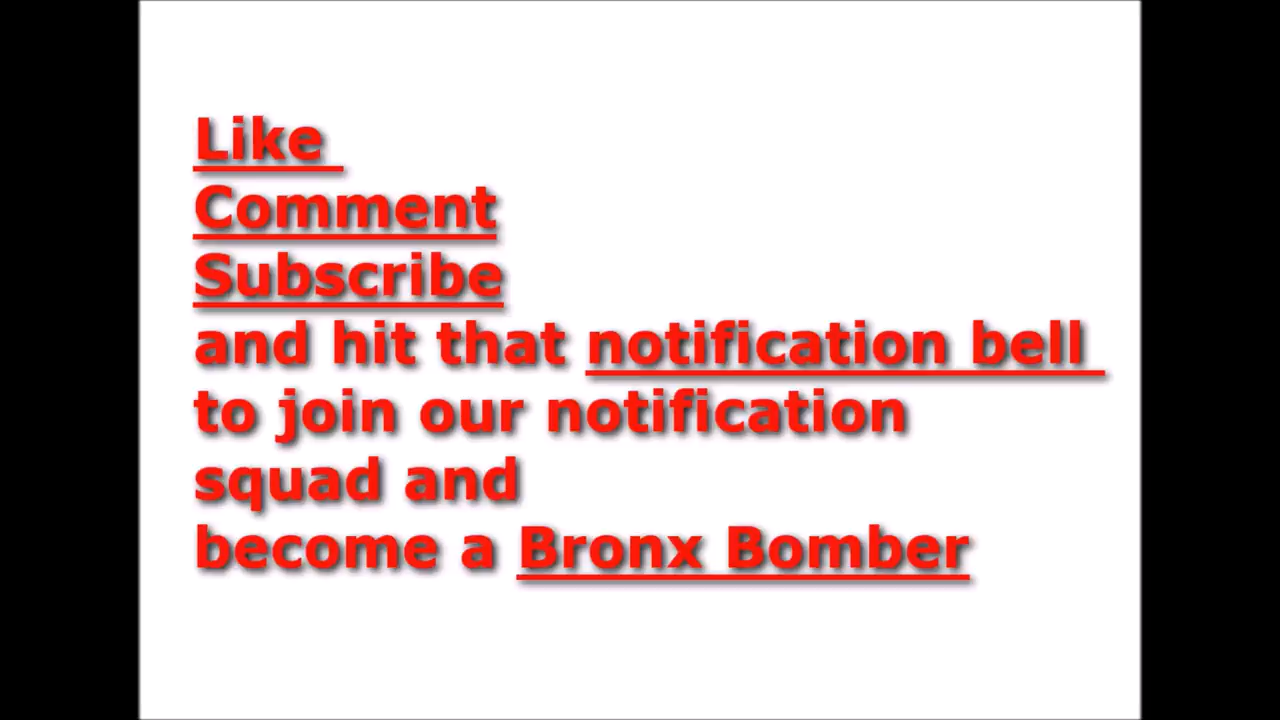 Like
Comment
Subscribe
and hit that notification bell
to join our notification
squad and
become a Bronx Bomber